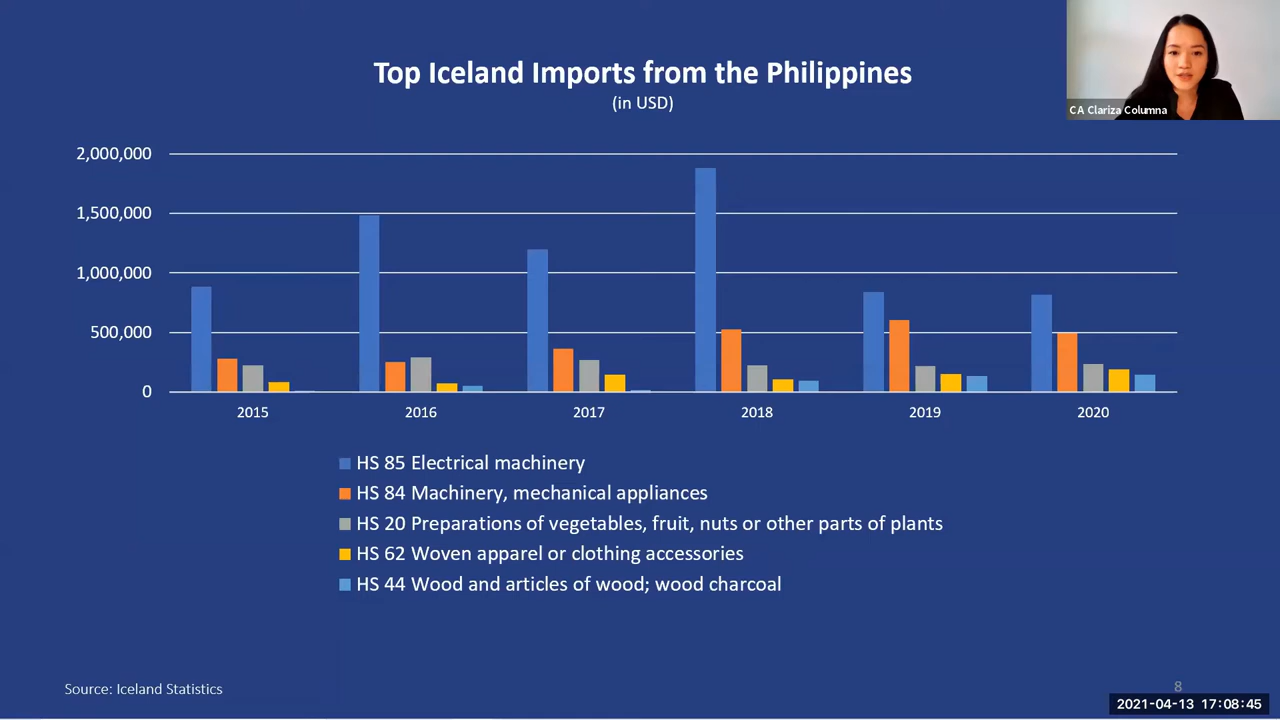 Top Iceland Imports from the Philippines
(in USD)
CA Clariza Columna
2,000,000
1,500,000
1,000,000
500,000
0
2015 2016 2017 2018 2019 2020
HS 85 Electrical machinery
HS 84 Machinery, mechanical appliances
HS 20 Preparations of vegetables, fruit, nuts or other parts of plants
HS 62 Woven apparel or clothing accessories
HS 44 Wood and articles of wood; wood charcoal
Source: Iceland Statistics
8
2021-04-13 17:08:45